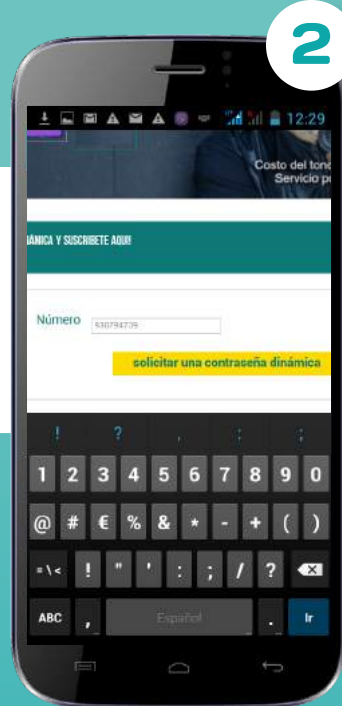 2
12:29
Costo del tono
Servicio po
ÁMICA Y SUSCRIBETE AQUI!
Número
930794739
solicitar una contraseña dinámica
! ? , : ;
1 2 3 4 5 6 7 8 9 0
@ # € % & * - + ( )
= \ < ! " ' : ; / ?
ABC , Español . Ir